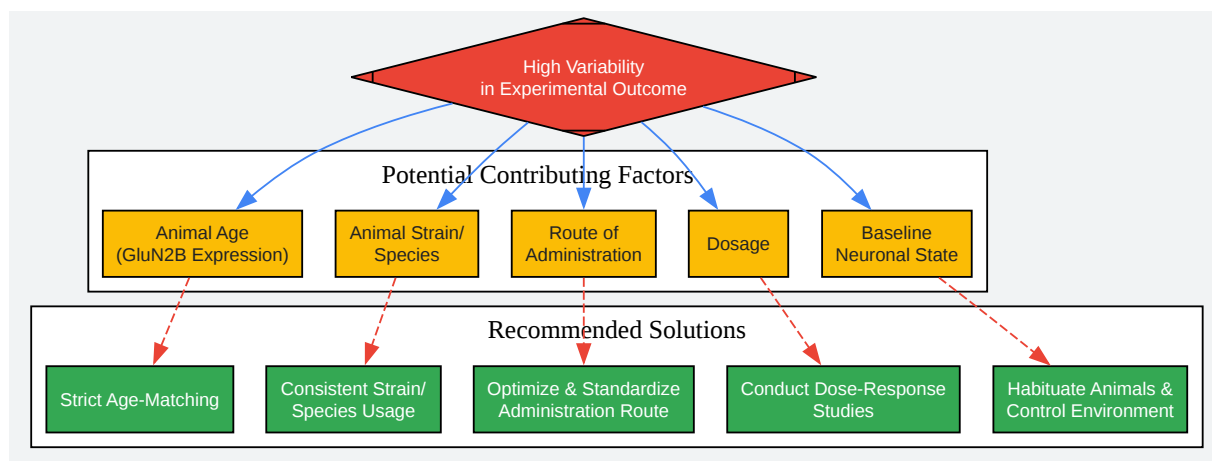 High Variability
in Experimental Outcome
Potential Contributing Factors
Animal Age
(GluN2B Expression)
Animal Strain/
Species
Route of
Administration
Dosage
Baseline
Neuronal State
Recommended Solutions
Strict Age-Matching
Consistent Strain/
Species Usage
Optimize & Standardize
Administration Route
Conduct Dose-Response
Studies
Habituate Animals &
Control Environment